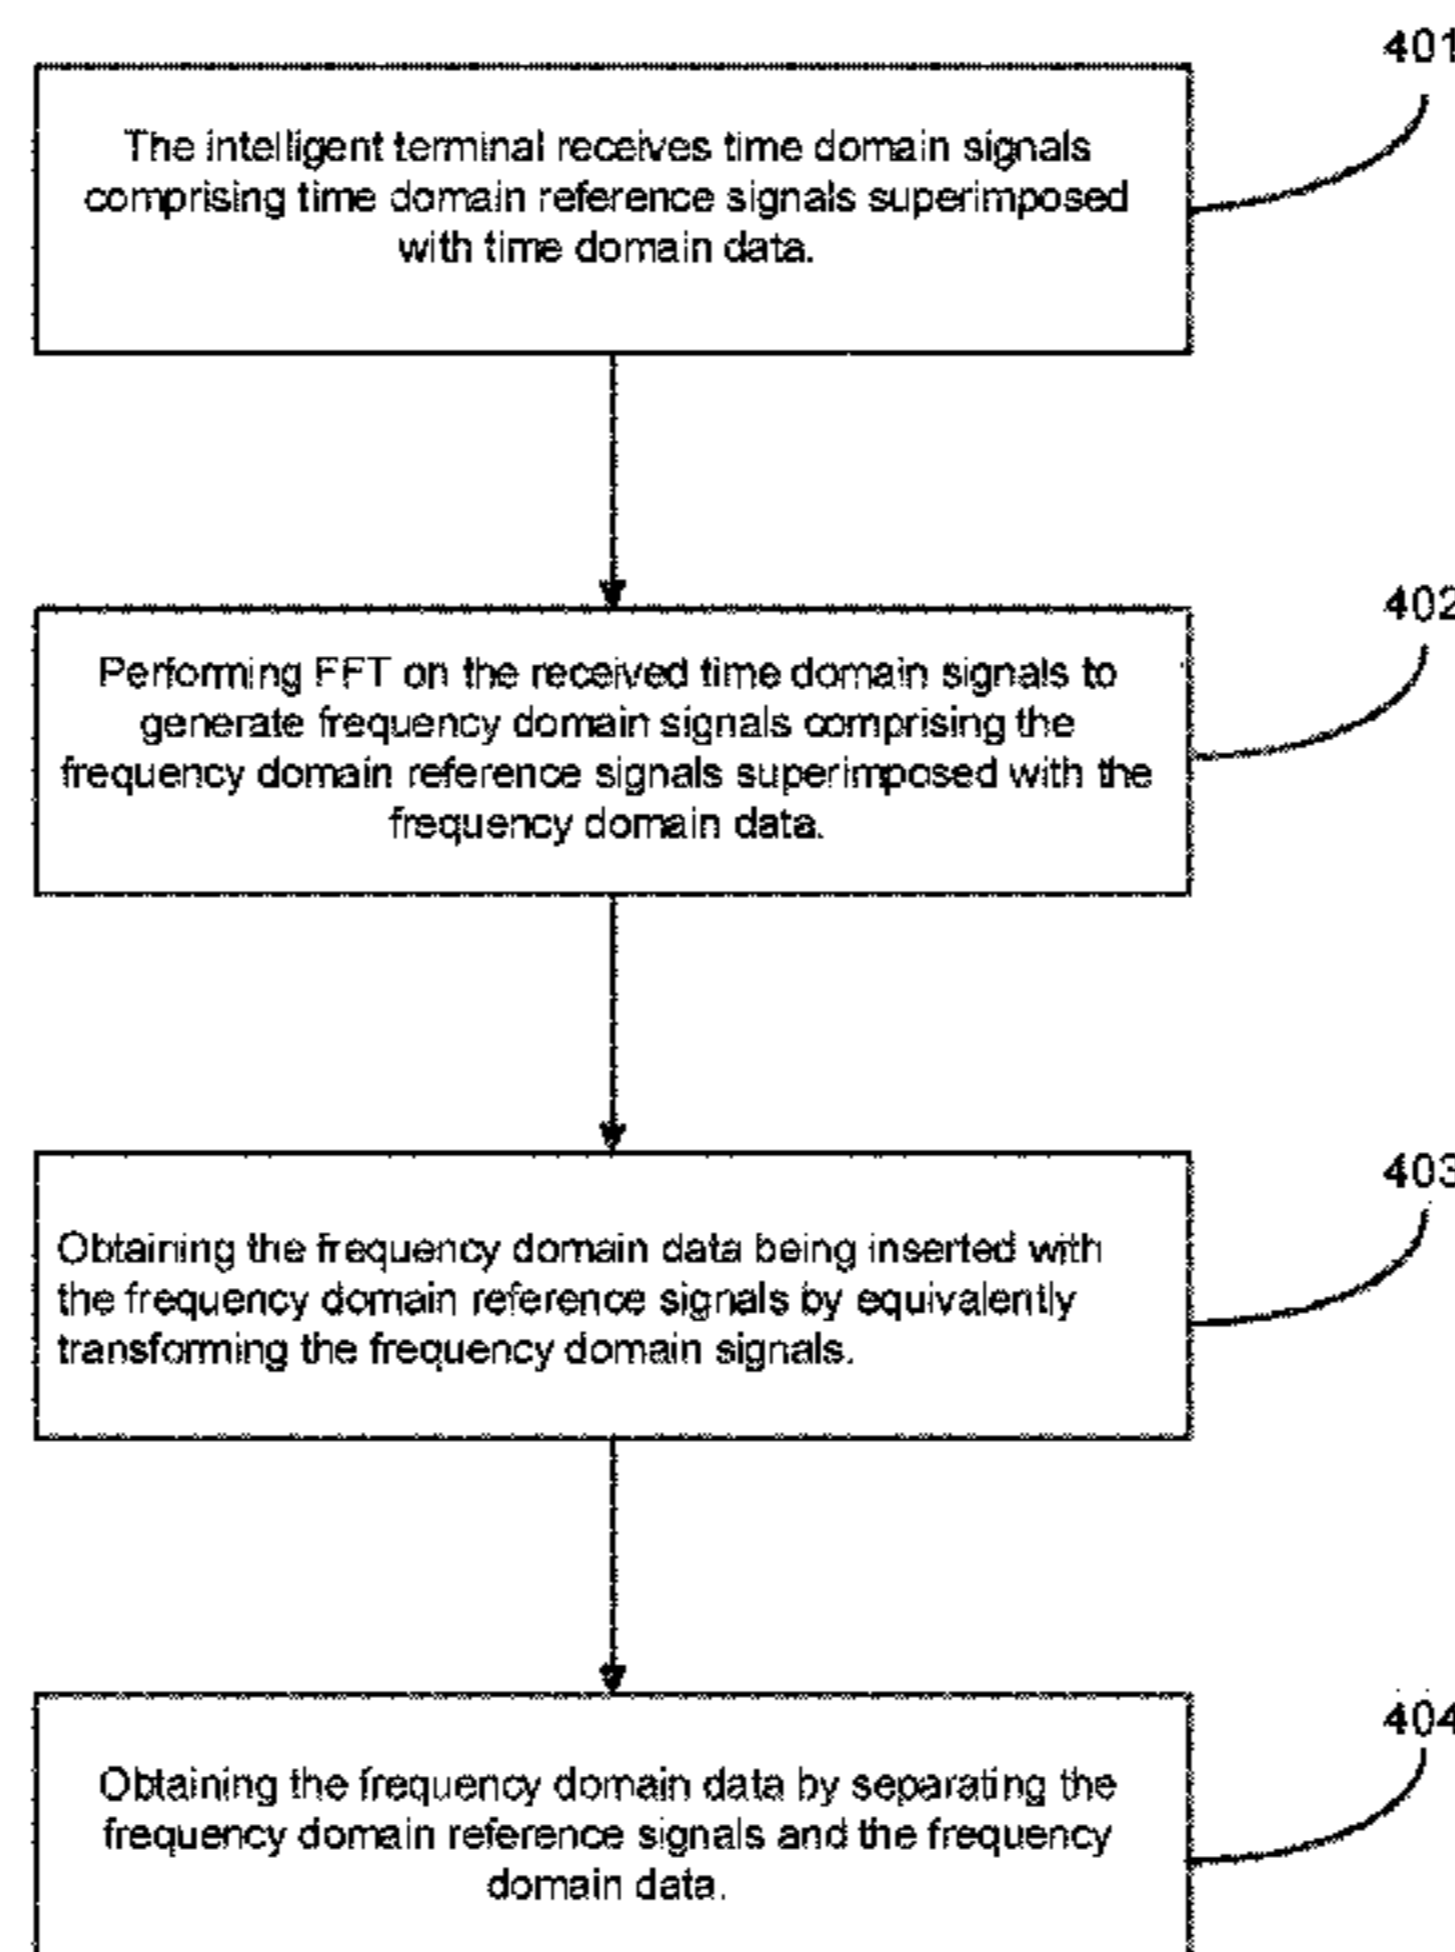 401
The intelligent terminal receives time domain signals
comprising time domain reference signals superimposed
with time domain data.
402
Performing FFT on the received time domain signals to
generate frequency domain signals comprising the
frequency domain reference signals superimposed with the
frequency domain data.
403
Obtaining the frequency domain data being inserted with
the frequency domain reference signals by equivalently
transforming the frequency domain signals.
404
Obtaining the frequency domain data by separating the
frequency domain reference signals and the frequency
domain data.